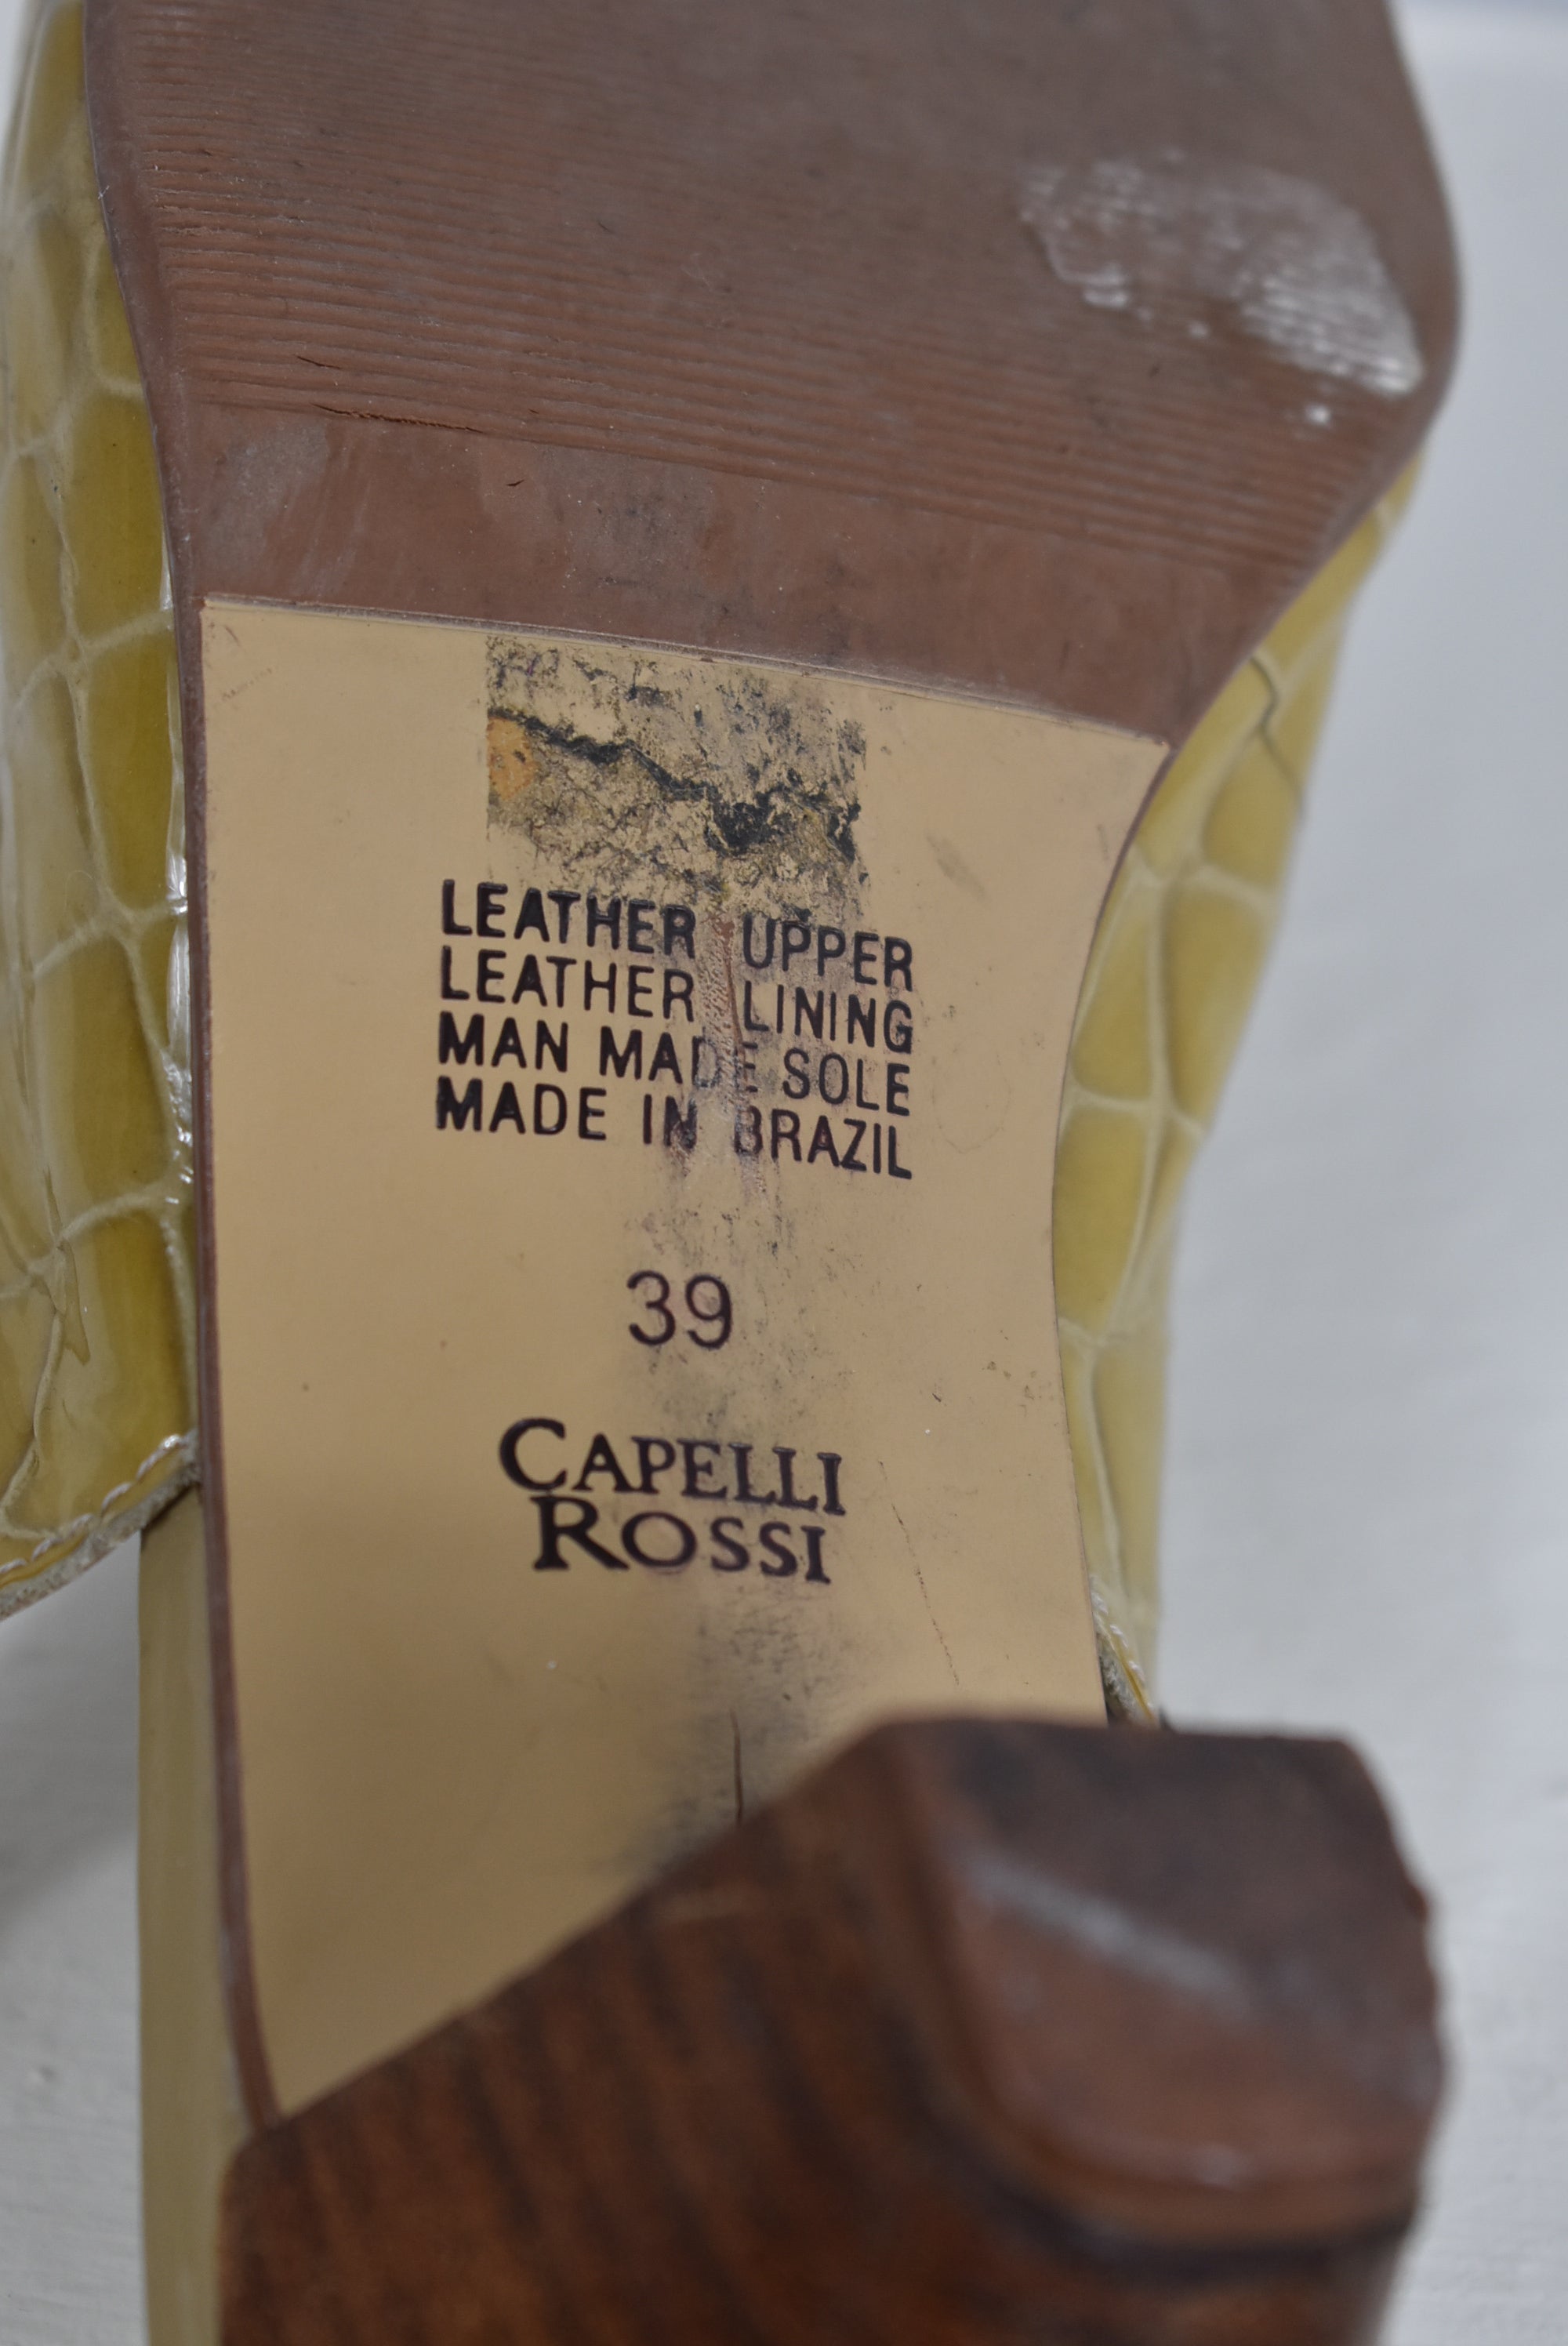 LEATHER UPPER
LEATHER LINING
MAN MADE SOLE
MADE IN BRAZIL
39
CAPELLI
ROSSI